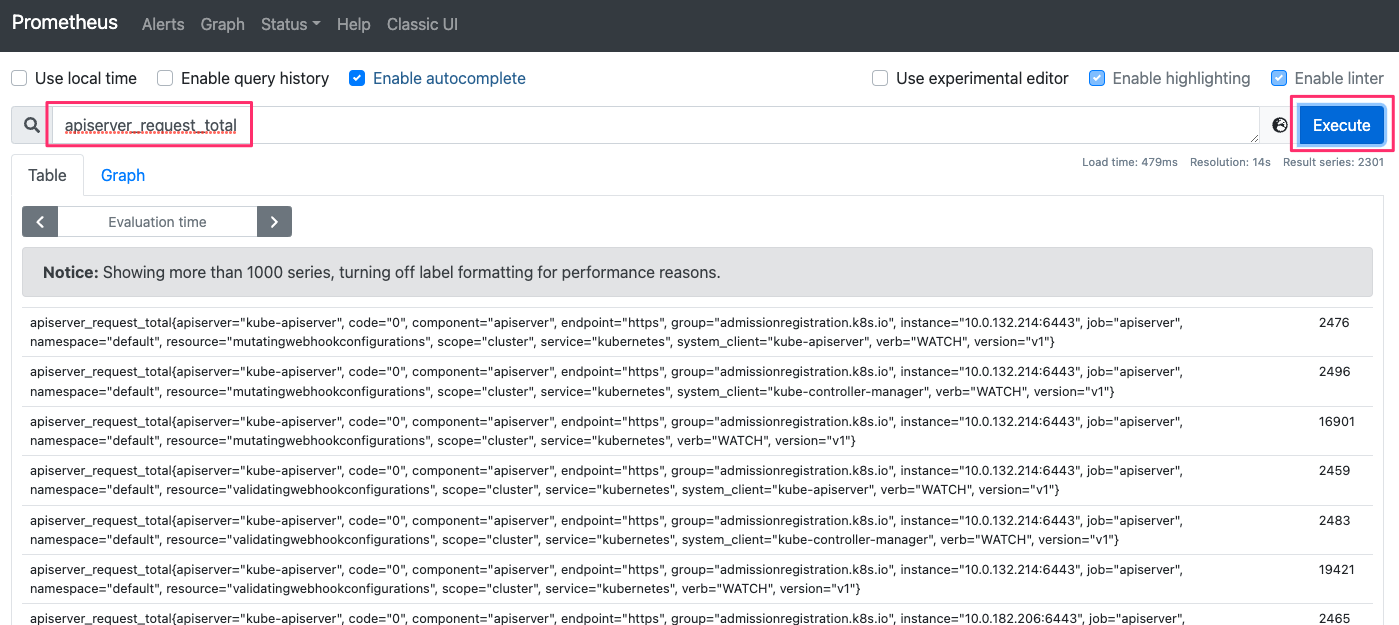 Prometheus Alerts Graph Status Help Classic UI
Use local time Enable query history Enable autocomplete Use experimental editor Enable highlighting Enable linter
apiserver_request_total Execute
Load time: 479ms Resolution: 14s Result series: 2301
Table Graph
Evaluation time
Notice: Showing more than 1000 series, turning off label formatting for performance reasons.
apiserver_request_total{apiserver="kube-apiserver", code="0", component="apiserver", endpoint="https", group="admissionregistration.k8s.io", instance="10.0.132.214:6443", job="apiserver", 2476
namespace="default", resource="mutatingwebhookconfigurations", scope="cluster", service="kubernetes", system_client="kube-apiserver", verb="WATCH", version="v1"}
apiserver_request_total{apiserver="kube-apiserver", code="0", component="apiserver", endpoint="https", group="admissionregistration.k8s.io", instance="10.0.132.214:6443", job="apiserver", 2496
namespace="default", resource="mutatingwebhookconfigurations", scope="cluster", service="kubernetes", system_client="kube-controller-manager", verb="WATCH", version="v1"}
apiserver_request_total{apiserver="kube-apiserver", code="0", component="apiserver", endpoint="https", group="admissionregistration.k8s.io", instance="10.0.132.214:6443", job="apiserver", 16901
namespace="default", resource="mutatingwebhookconfigurations", scope="cluster", service="kubernetes", verb="WATCH", version="v1"}
apiserver_request_total{apiserver="kube-apiserver", code="0", component="apiserver", endpoint="https", group="admissionregistration.k8s.io", instance="10.0.132.214:6443", job="apiserver", 2459
namespace="default", resource="validatingwebhookconfigurations", scope="cluster", service="kubernetes", system_client="kube-apiserver", verb="WATCH", version="v1"}
apiserver_request_total{apiserver="kube-apiserver", code="0", component="apiserver", endpoint="https", group="admissionregistration.k8s.io", instance="10.0.132.214:6443", job="apiserver", 2483
namespace="default", resource="validatingwebhookconfigurations", scope="cluster", service="kubernetes", system_client="kube-controller-manager", verb="WATCH", version="v1"}
apiserver_request_total{apiserver="kube-apiserver", code="0", component="apiserver", endpoint="https", group="admissionregistration.k8s.io", instance="10.0.132.214:6443", job="apiserver", 19421
namespace="default", resource="validatingwebhookconfigurations", scope="cluster", service="kubernetes", verb="WATCH", version="v1"}
apiserver_request_total{apiserver="kube-apiserver", code="0", component="apiserver", endpoint="https", group="admissionregistration.k8s.io", instance="10.0.182.206:6443", job="apiserver", 2465